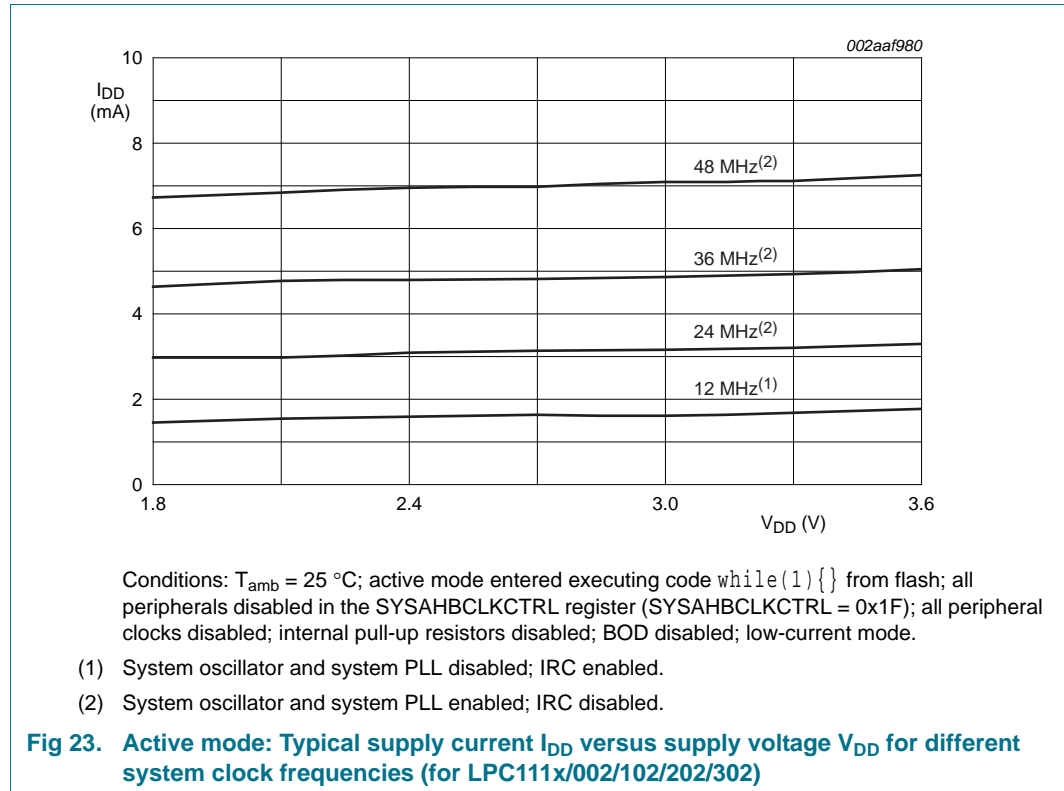 002aaf980
10
IDD
(mA)
8
48 MHz(2)
6
36 MHz(2)
4
24 MHz(2)
2
12 MHz(1)
0
1.8 2.4 3.0 3.6
VDD (V)
Conditions: Tamb = 25 °C; active mode entered executing code while(1){} from flash; all
peripherals disabled in the SYSAHBCLKCTRL register (SYSAHBCLKCTRL = 0x1F); all peripheral
clocks disabled; internal pull-up resistors disabled; BOD disabled; low-current mode.
(1) System oscillator and system PLL disabled; IRC enabled.
(2) System oscillator and system PLL enabled; IRC disabled.
Fig 23. Active mode: Typical supply current IDD versus supply voltage VDD for different
system clock frequencies (for LPC111x/002/102/202/302)